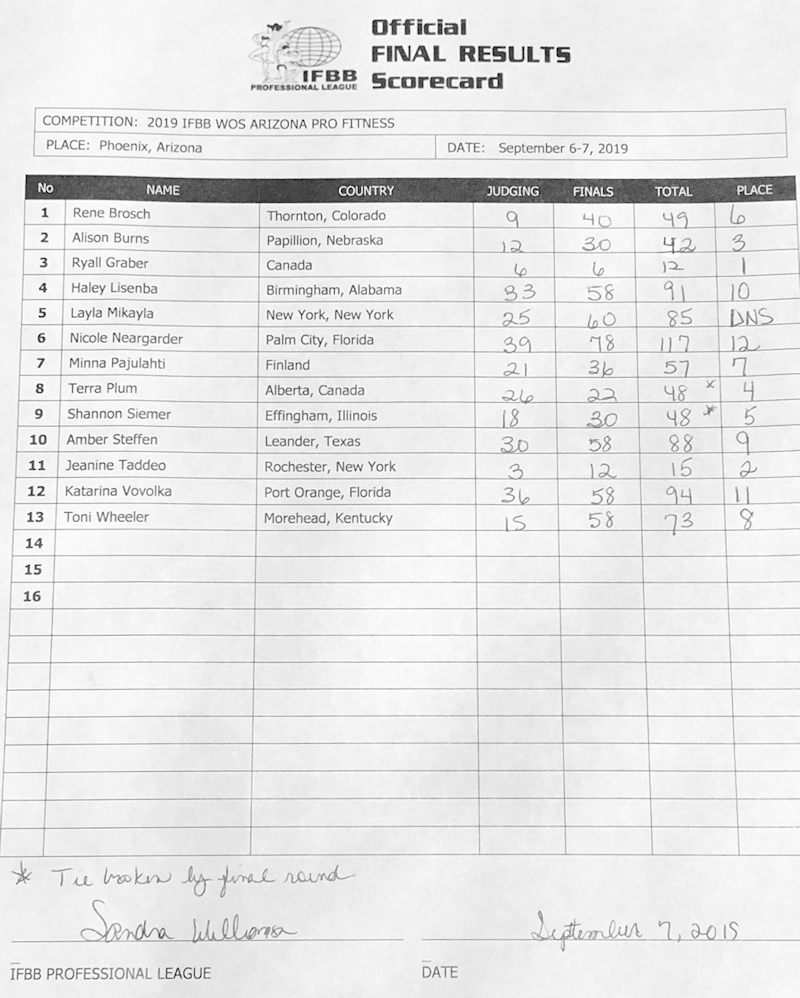 Official
FINAL RESULTS
Scorecard
IFBB
PROFESSIONAL LEAGUE
COMPETITION: 2019 IFBB WOS ARIZONA PRO FITNESS
PLACE: Phoenix, Arizona DATE: September 6-7, 2019
No NAME COUNTRY JUDGING FINALS TOTAL PLACE
1 Rene Brosch Thornton, Colorado 9 40 49 6
2 Alison Burns Papillion, Nebraska 12 30 42 3
3 Ryall Graber Canada 6 6 12 1
4 Haley Lisenba Birmingham, Alabama 33 58 91 10
5 Layla Mikayla New York, New York 25 60 85 DNS
6 Nicole Neargarder Palm City, Florida 39 78 117 12
7 Minna Pajulahti Finland 21 36 57 7
8 Terra Plum Alberta, Canada 26 22 48 * 4
9 Shannon Siemer Effingham, Illinois 18 30 48 * 5
10 Amber Steffen Leander, Texas 30 58 88 9
11 Jeanine Taddeo Rochester, New York 3 12 15 2
12 Katarina Vovolka Port Orange, Florida 36 58 94 11
13 Toni Wheeler Morehead, Kentucky 15 58 73 8
14
15
16
* Tie broken by final round
Sandra Williams September 7, 2019
IFBB PROFESSIONAL LEAGUE DATE